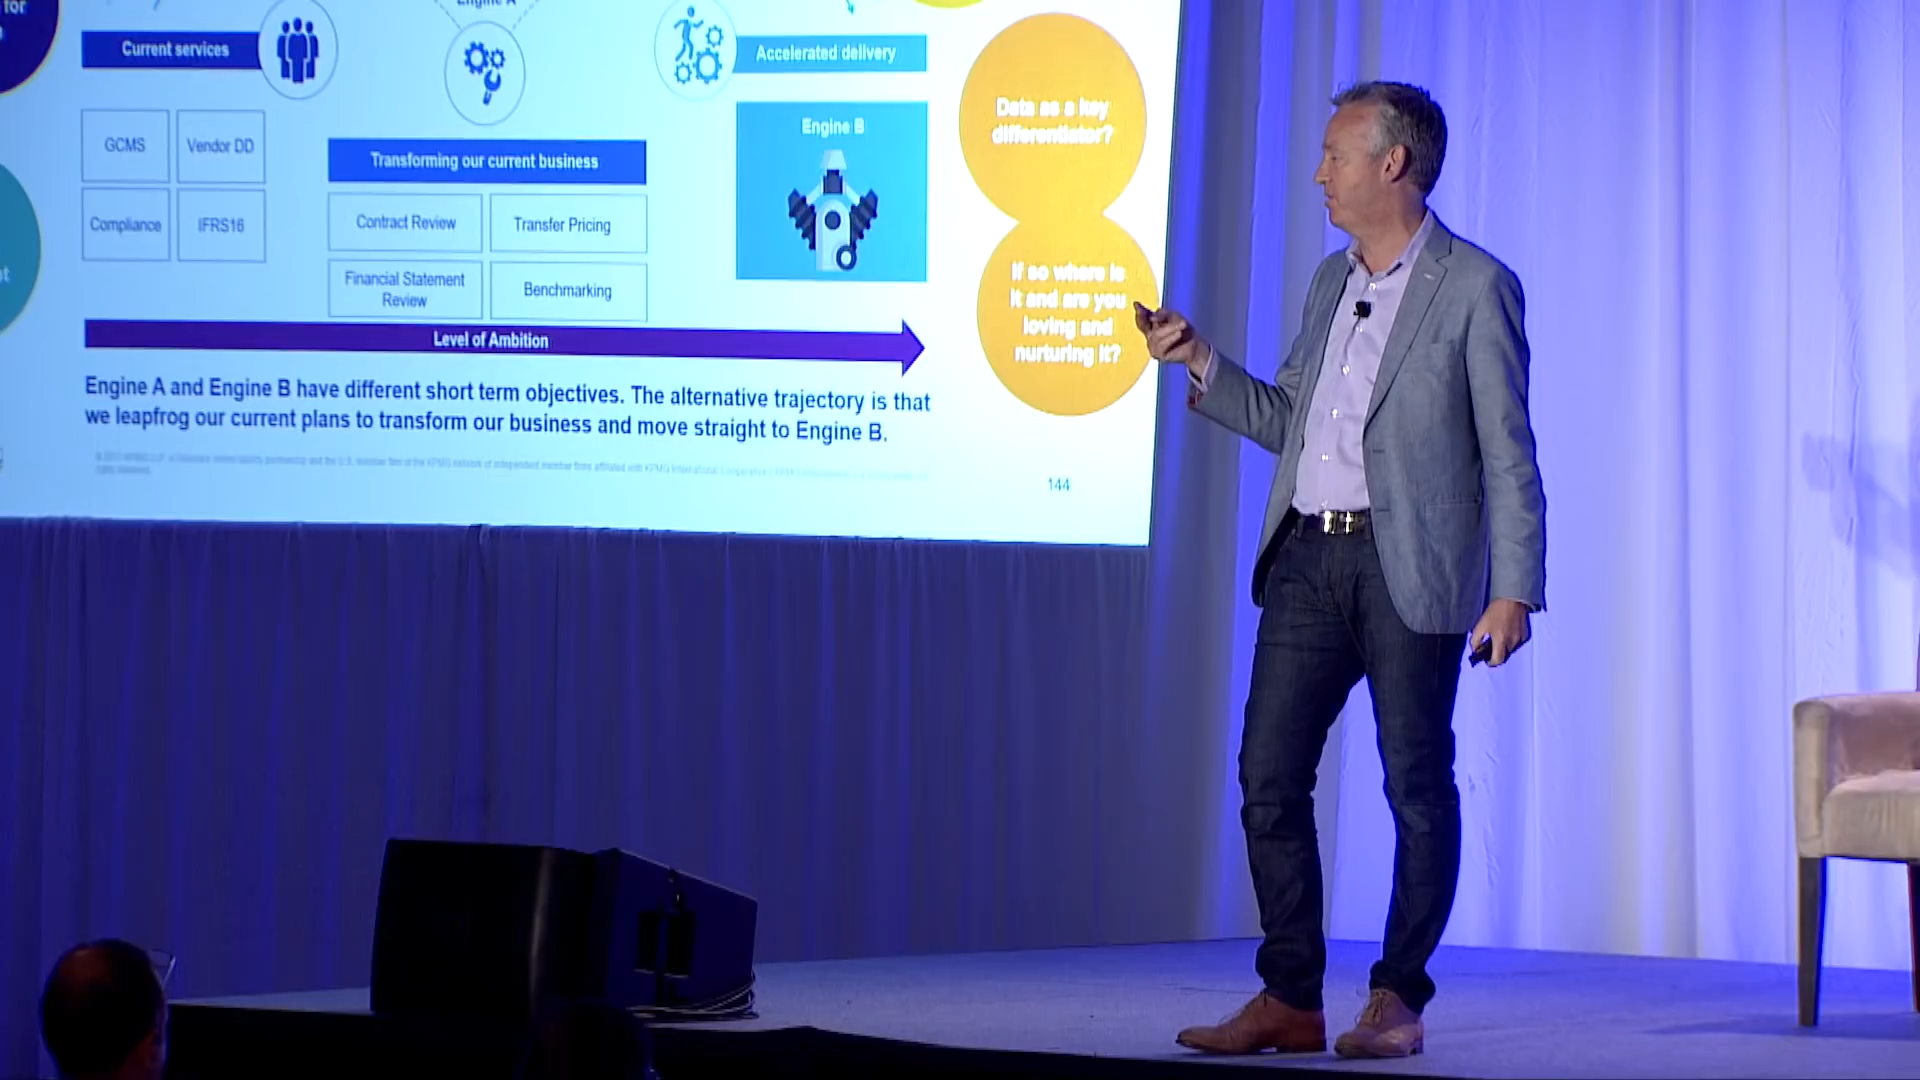 for
Engine A
Current services
Accelerated delivery
GCMS
Vendor DD
Compliance
IFRS16
Transforming our current business
Contract Review
Transfer Pricing
Financial Statement
Review
Benchmarking
Engine B
Data as a key
differentiator?
If so where is
it and are you
loving and
nurturing it?
Level of Ambition
Engine A and Engine B have different short term objectives. The alternative trajectory is that
we leapfrog our current plans to transform our business and move straight to Engine B.
144